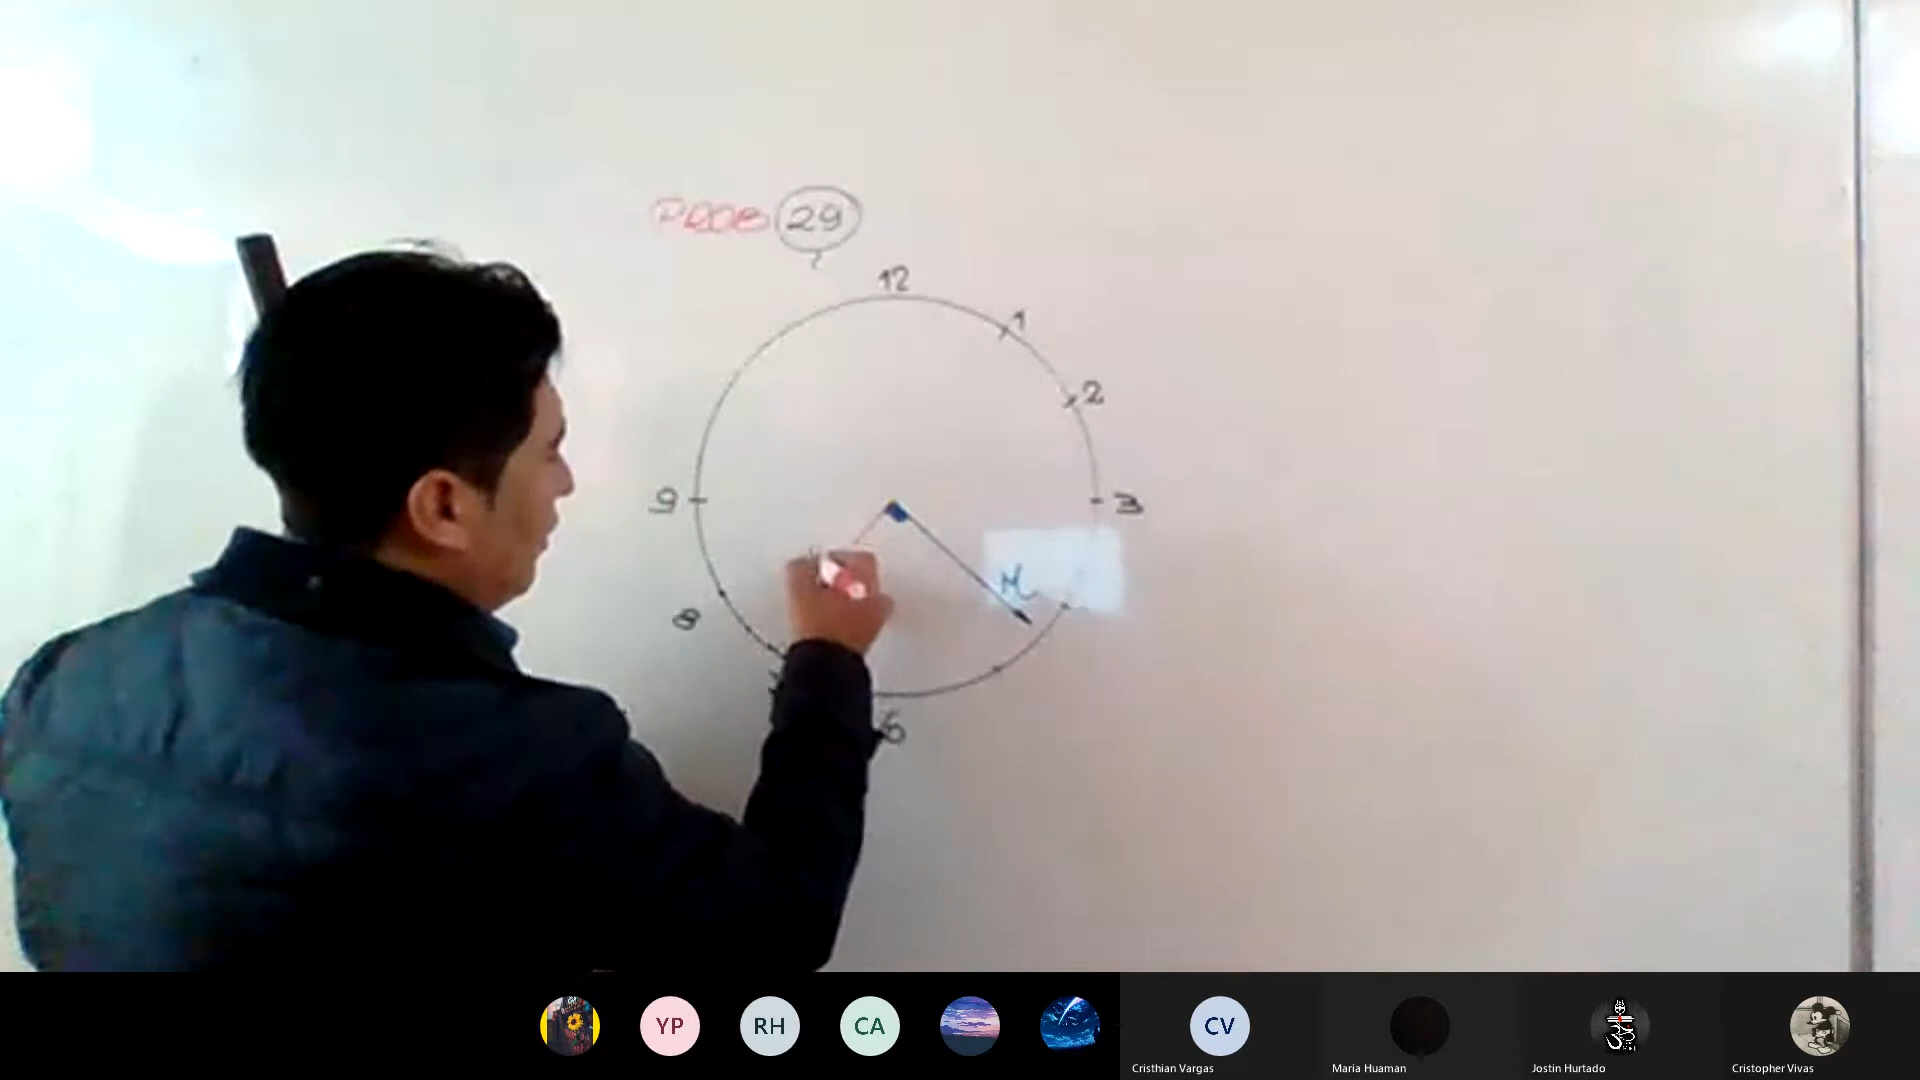 PROB 29
12
1
2
9
3
M
8
6
YP
RH
CA
CV
Cristhian Vargas
Maria Huaman
Jostin Hurtado
Cristopher Vivas